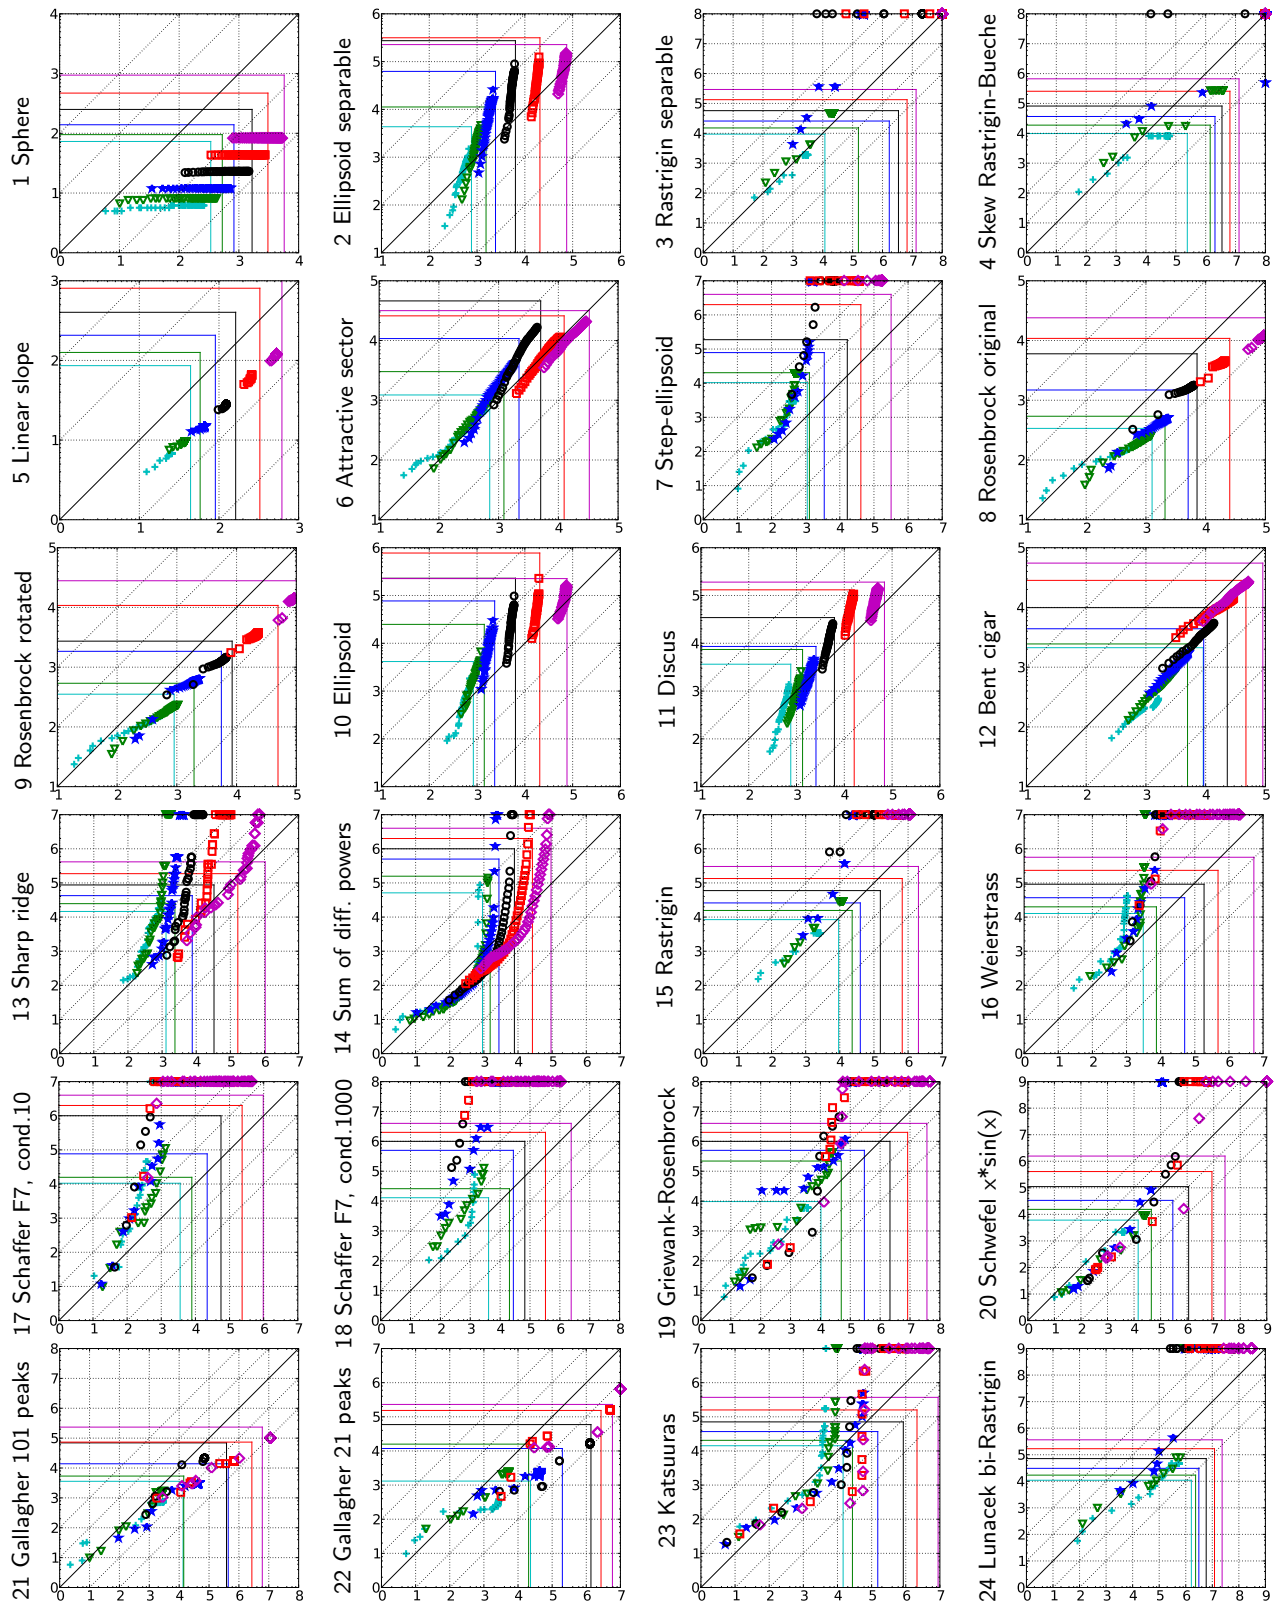 1 Sphere
2 Ellipsoid separable
3 Rastrigin separable
4 Skew Rastrigin-Bueche
5 Linear slope
6 Attractive sector
7 Step-ellipsoid
8 Rosenbrock original
9 Rosenbrock rotated
10 Ellipsoid
11 Discus
12 Bent cigar
13 Sharp ridge
14 Sum of diff. powers
15 Rastrigin
16 Weierstrass
17 Schaffer F7, cond.10
18 Schaffer F7, cond.1000
19 Griewank-Rosenbrock
20 Schwefel x*sin(x)
21 Gallagher 101 peaks
22 Gallagher 21 peaks
23 Katsuuras
24 Lunacek bi-Rastrigin